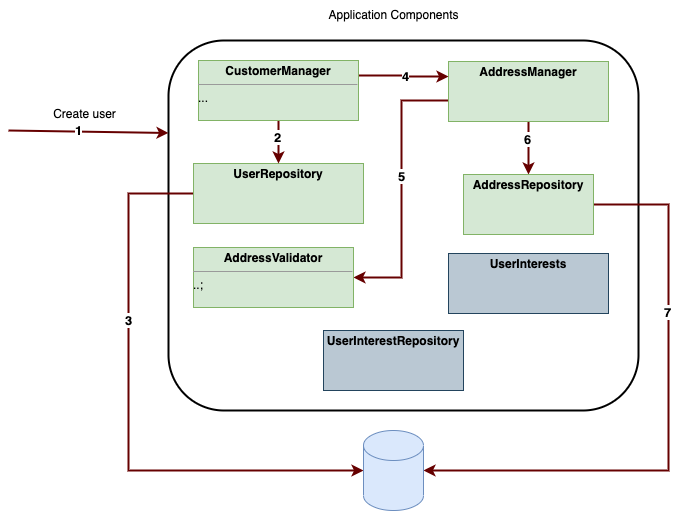 Application Components
CustomerManager
...
4
AddressManager
Create user
1
2
6
UserRepository
5
AddressRepository
AddressValidator
..;
UserInterests
3
7
UserInterestRepository